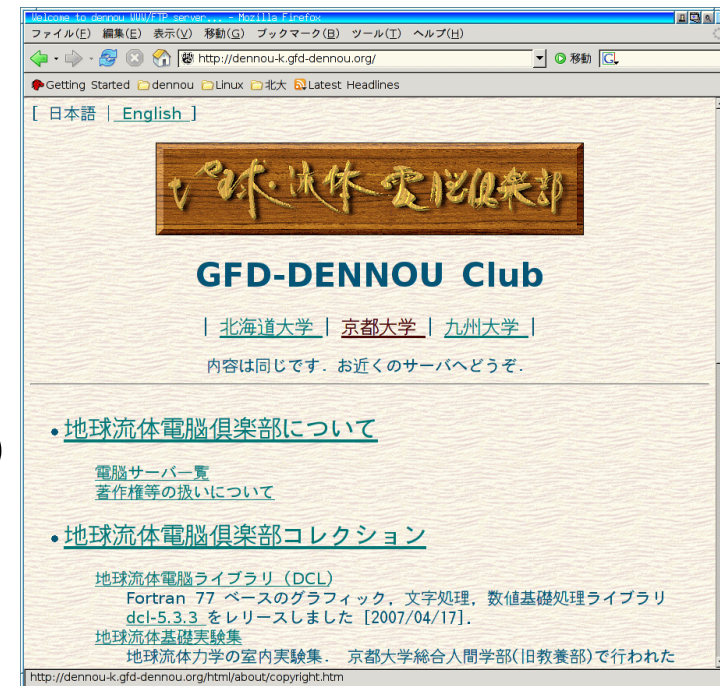 Welcome to dennou WWW/FTP server... - Mozilla Firefox
ファイル(F) 編集(E) 表示(V) 移動(G) ブックマーク(B) ツール(T) ヘルプ(H)
http://dennou-k.gfd-dennou.org/ 移動 G
Getting Started dennou Linux 北大 Latest Headlines
[ 日本語 | English ]
地球・流体 電脳倶楽部
GFD-DENNOU Club
| 北海道大学 | 京都大学 | 九州大学 |
内容は同じです．お近くのサーバへどうぞ．
• 地球流体電脳倶楽部について
電脳サーバ一覧
著作権等の扱いについて
• 地球流体電脳倶楽部コレクション
地球流体電脳ライブラリ（DCL）
Fortran 77 ベースのグラフィック，文字処理，数値基礎処理ライブラリ
dcl-5.3.3 をリリースしました [2007/04/17].
地球流体基礎実験集
地球流体力学の室内実験集． 京都大学総合人間学部(旧教養部)で行われた
http://dennou-k.gfd-dennou.org/html/about/copyright.htm
)